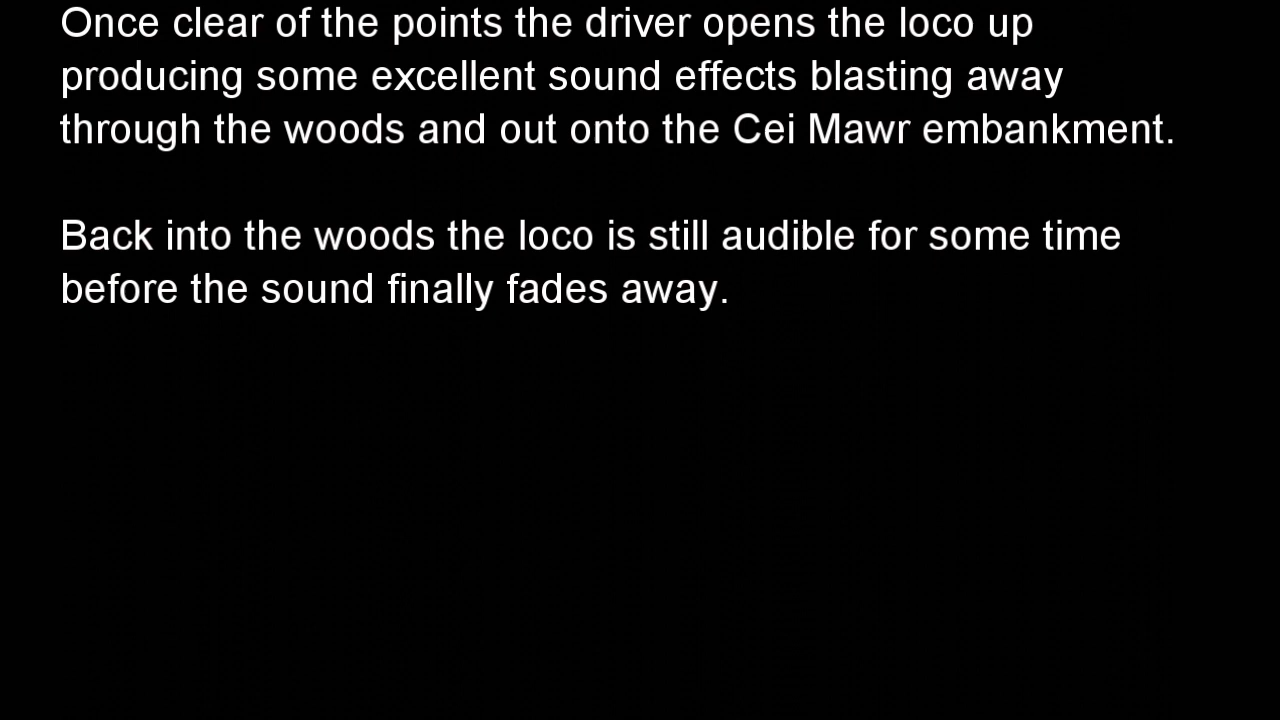 Once clear of the points the driver opens the loco up
producing some excellent sound effects blasting away
through the woods and out onto the Cei Mawr embankment.
Back into the woods the loco is still audible for some time
before the sound finally fades away.